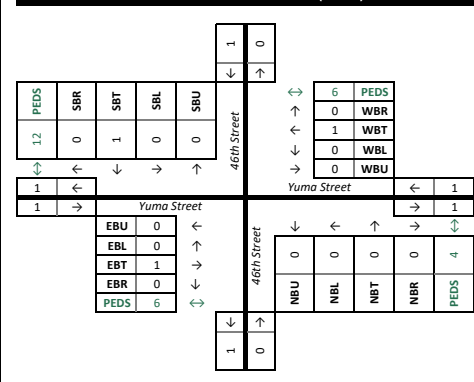 1 0
↓ ↑
PEDS SBR SBT SBL SBU
12 0 1 0 0
↕ ← ↓ → ↑
46th Street
↔ 6 PEDS
↑ 0 WBR
← 1 WBT
↓ 0 WBL
→ 0 WBU
1 ←
Yuma Street
← 1
1 →
Yuma Street
→ 1
EBU 0 ←
EBL 0 ↑
EBT 1 →
EBR 0 ↓
PEDS 6 ↔
46th Street
↓ ← ↑ → ↕
0 0 0 0 4
NBU NBL NBT NBR PEDS
↓ ↑
1 0